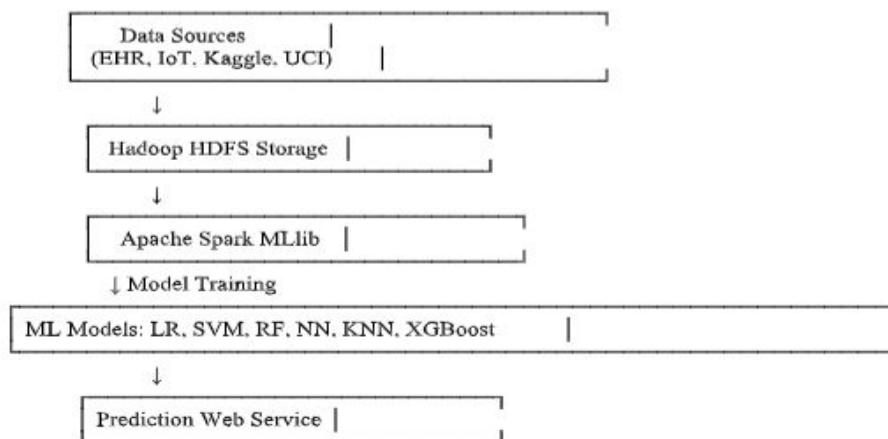 Data Sources
(EHR, IoT, Kaggle, UCI)
↓
Hadoop HDFS Storage
↓
Apache Spark MLlib
↓ Model Training
ML Models: LR, SVM, RF, NN, KNN, XGBoost
↓
Prediction Web Service